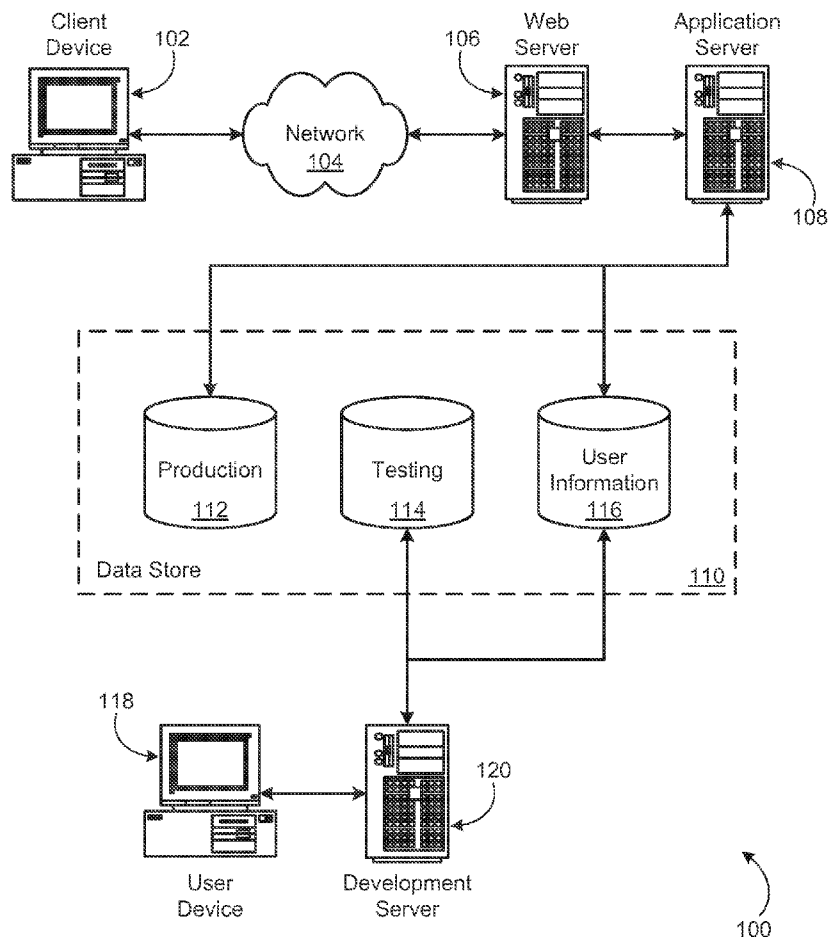 Client
Device
102
Network
104
106
Web
Server
Application
Server
108
Production
112
Testing
114
User
Information
116
Data Store
110
118
User
Device
Development
Server
120
100